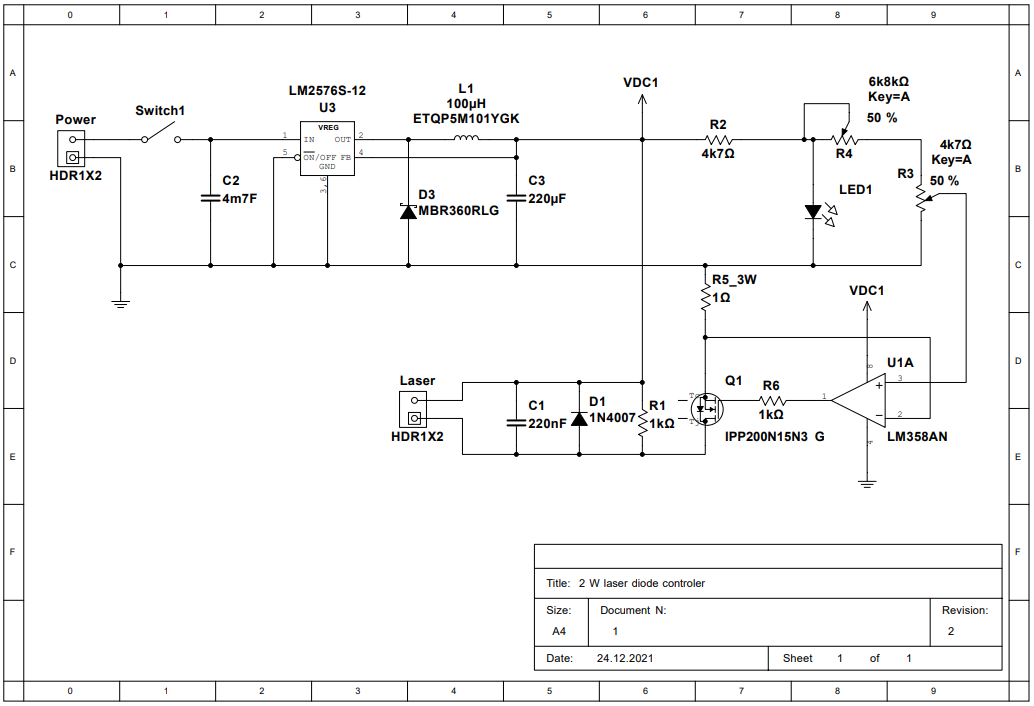 0 1 2 3 4 5 6 7 8 9
A A
VDC1
6k8kΩ
Key=A
50 %
LM2576S-12
U3
L1
100µH
ETQP5M101YGK
Power
Switch1
VREG
IN OUT
ON/OFF FB
GND
1 2
5 4
3,6
HDR1X2
R2
4k7Ω
R4
4k7Ω
Key=A
50 %
R3
B B
C2
4m7F
D3
MBR360RLG
C3
220µF
LED1
C C
R5_3W
1Ω
VDC1
D D
Laser
HDR1X2
C1
220nF
D1
1N4007
R1
1kΩ
Q1
IPP200N15N3 G
R6
1kΩ
U1A
8
3
1
2
4
LM358AN
E E
F F
Title: 2 W laser diode controler
Size: Document N: Revision:
A4 1 2
Date: 24.12.2021 Sheet 1 of 1
0 1 2 3 4 5 6 7 8 9